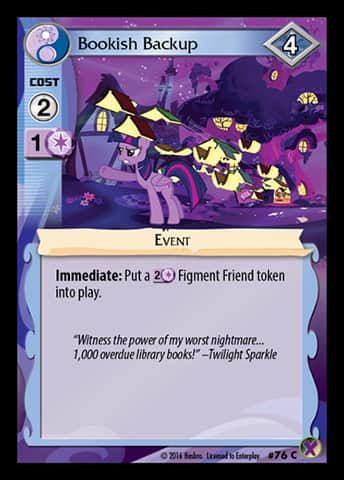 Bookish Backup
4
COST
2
1
EVENT
Immediate: Put a 2 Figment Friend token
into play.
“Witness the power of my worst nightmare...
1,000 overdue library books!” –Twilight Sparkle
© 2016 Hasbro. Licensed to Enterplay. #76 C